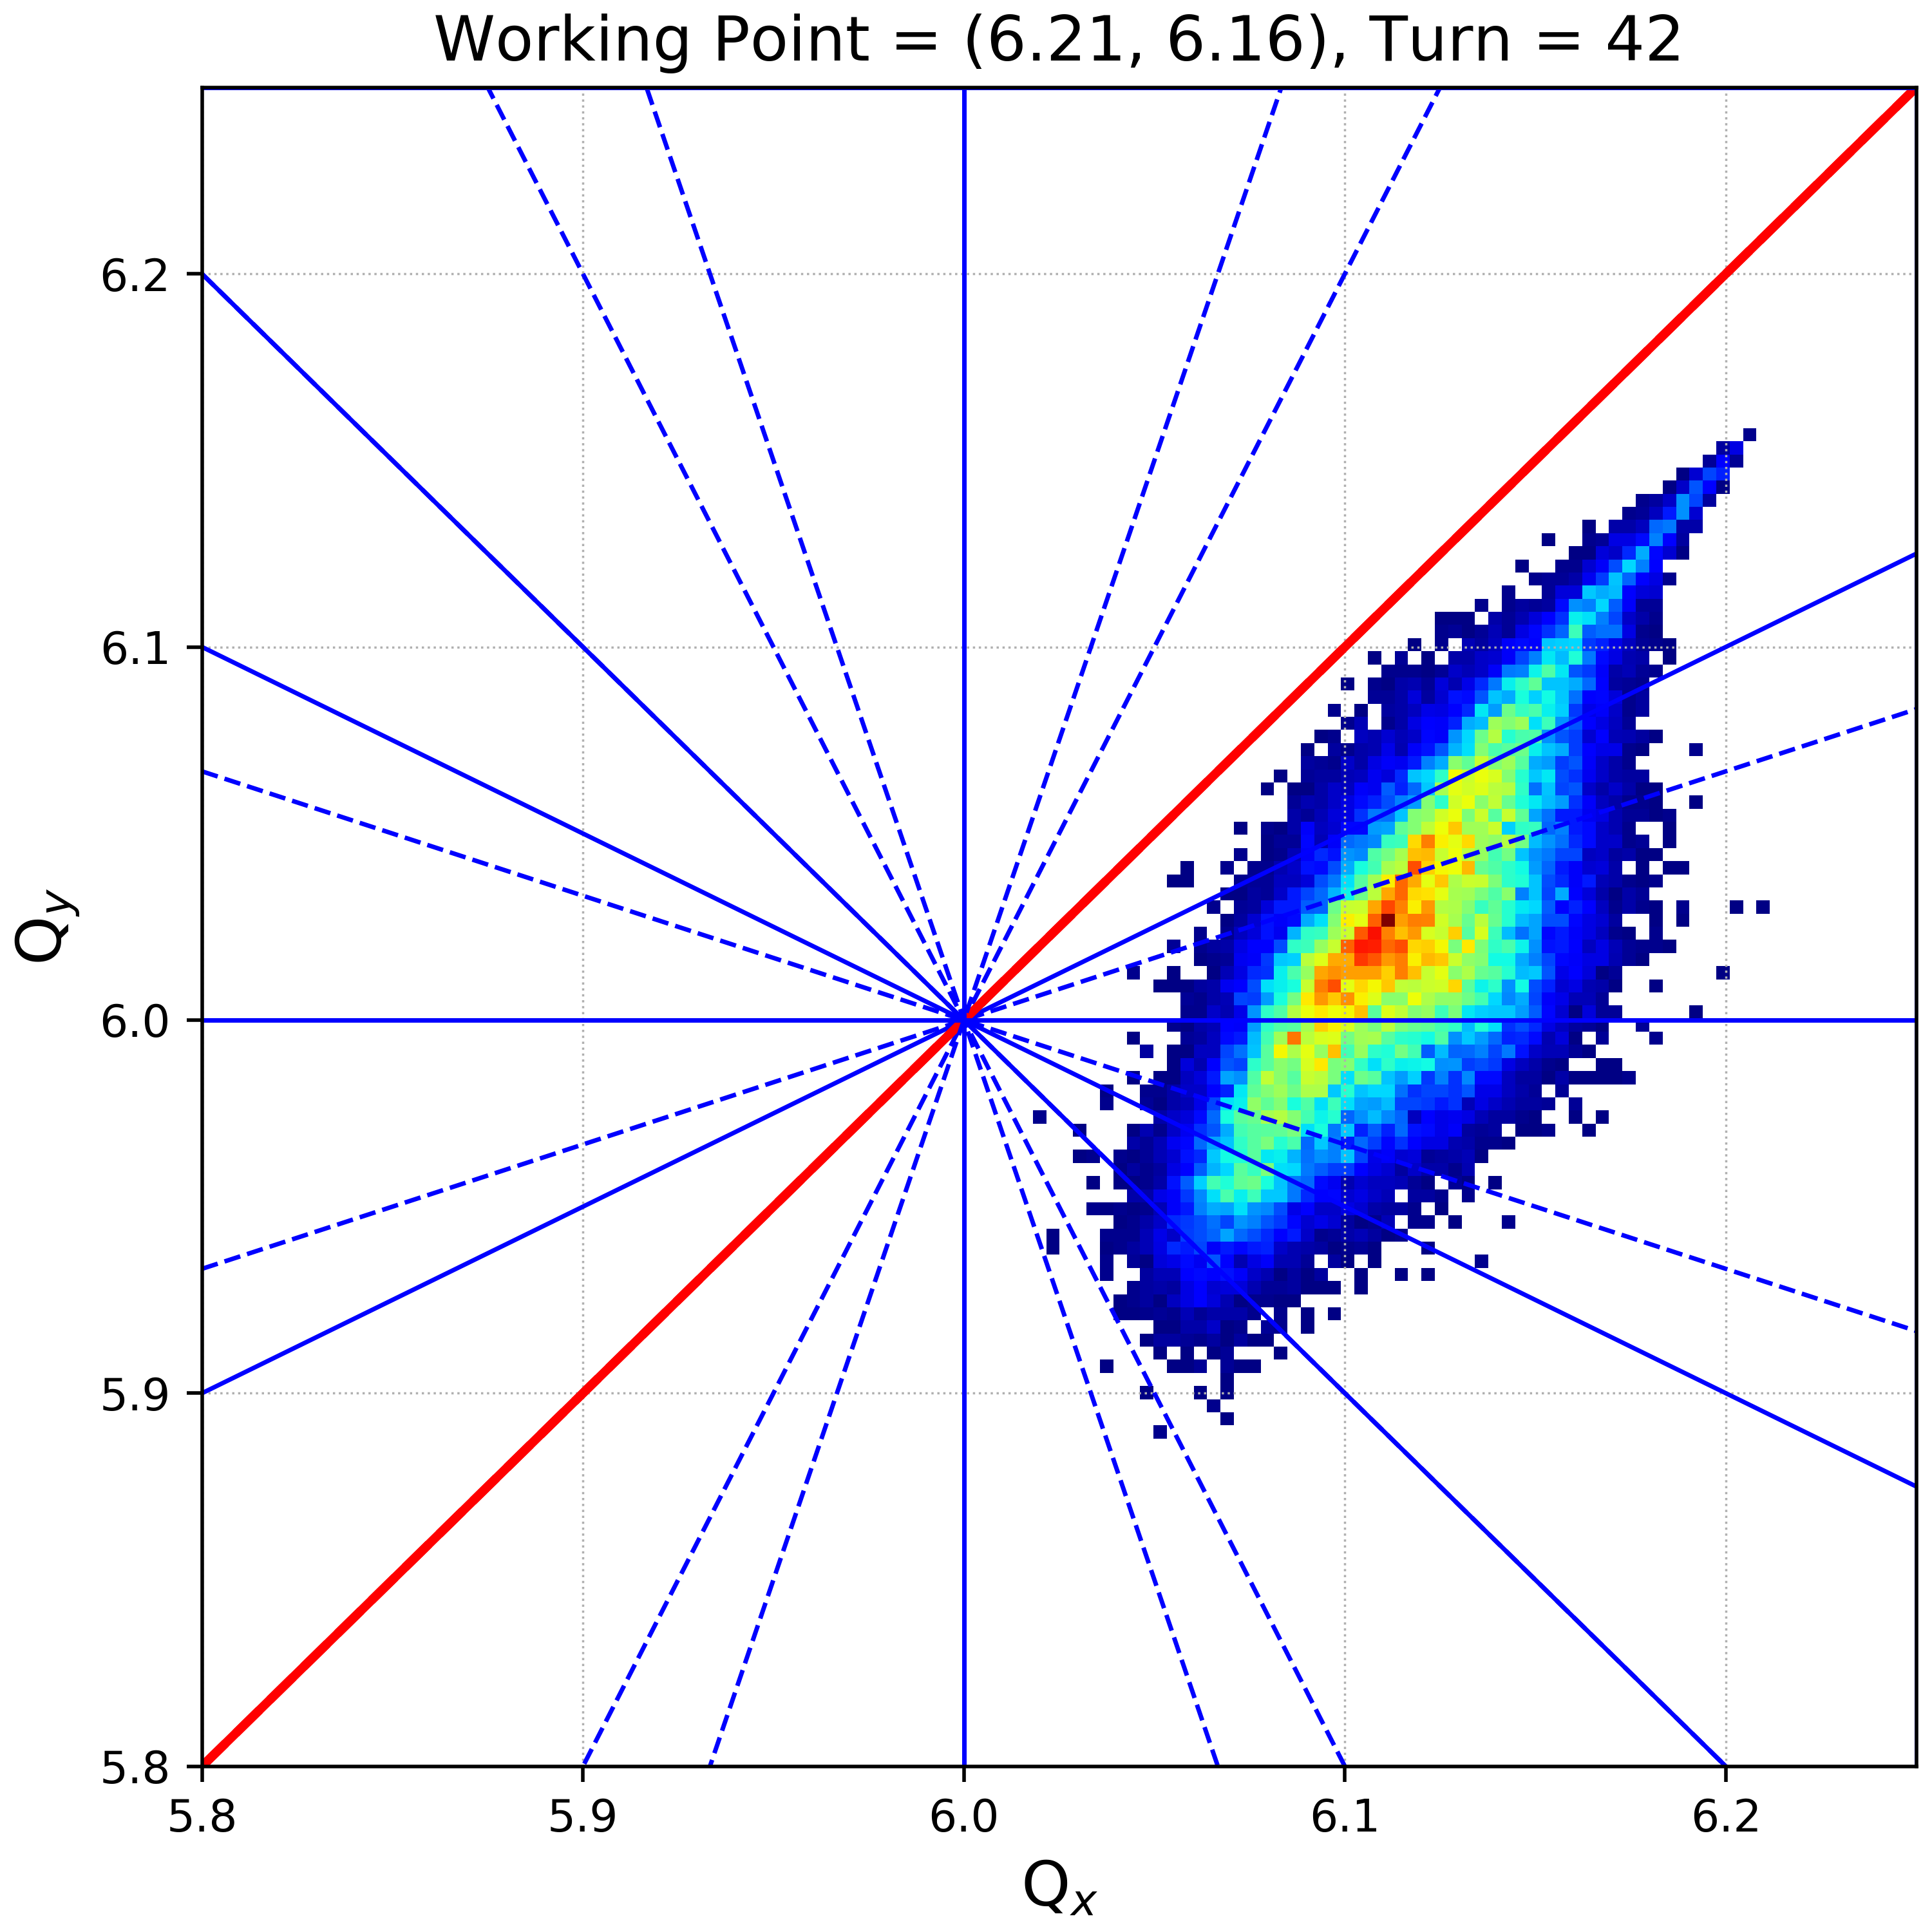 Working Point = (6.21, 6.16), Turn = 42
6.2
6.1
6.0
5.9
5.8
Qy
5.8 5.9 6.0 6.1 6.2
Qx